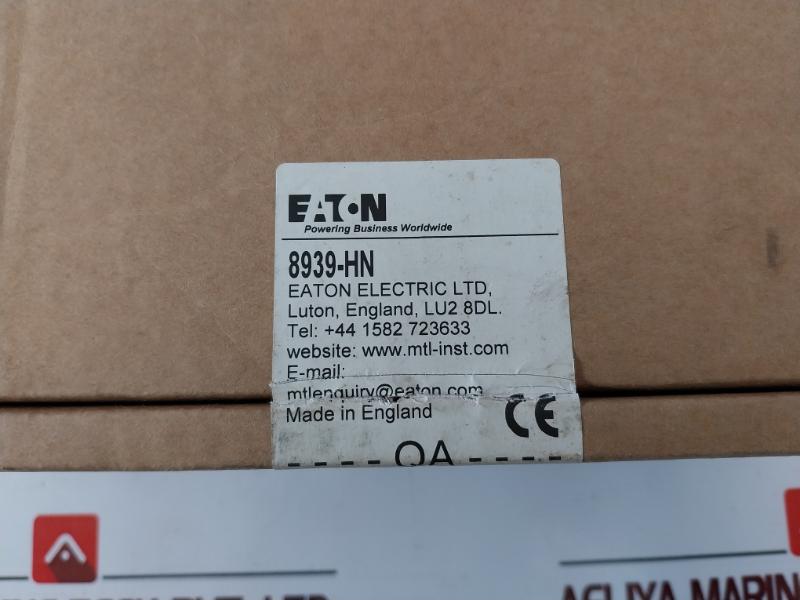 EATON
Powering Business Worldwide
8939-HN
EATON ELECTRIC LTD,
Luton, England, LU2 8DL.
Tel: +44 1582 723633
website: www.mtl-inst.com
E-mail:
mtlenquiry@eaton.com
Made in England CE
- - - - QA - - - -